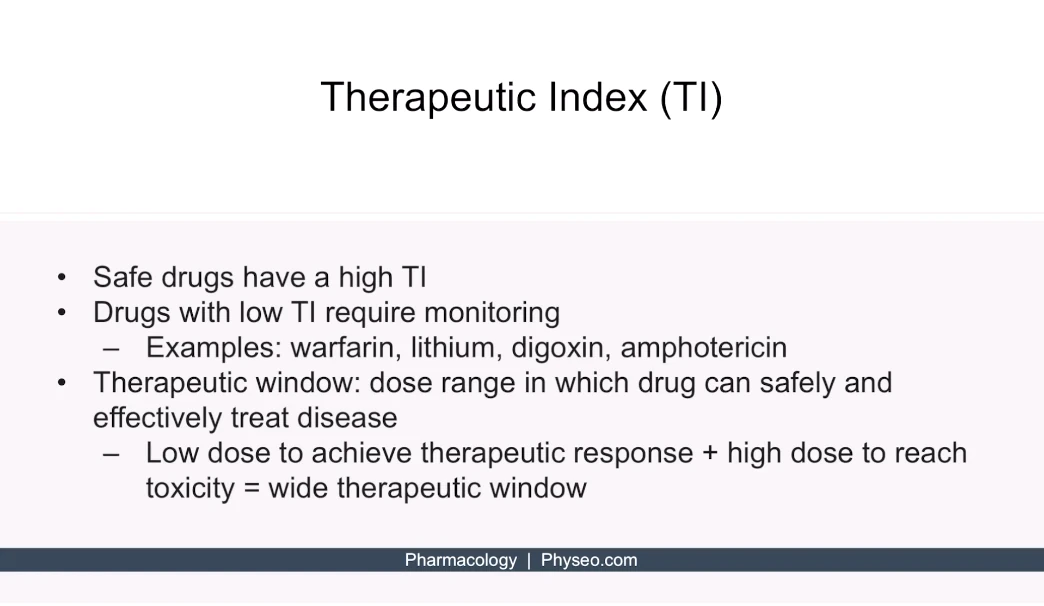 Therapeutic Index (TI)
• Safe drugs have a high TI
• Drugs with low TI require monitoring
– Examples: warfarin, lithium, digoxin, amphotericin
• Therapeutic window: dose range in which drug can safely and
effectively treat disease
– Low dose to achieve therapeutic response + high dose to reach
toxicity = wide therapeutic window
Pharmacology | Physeo.com